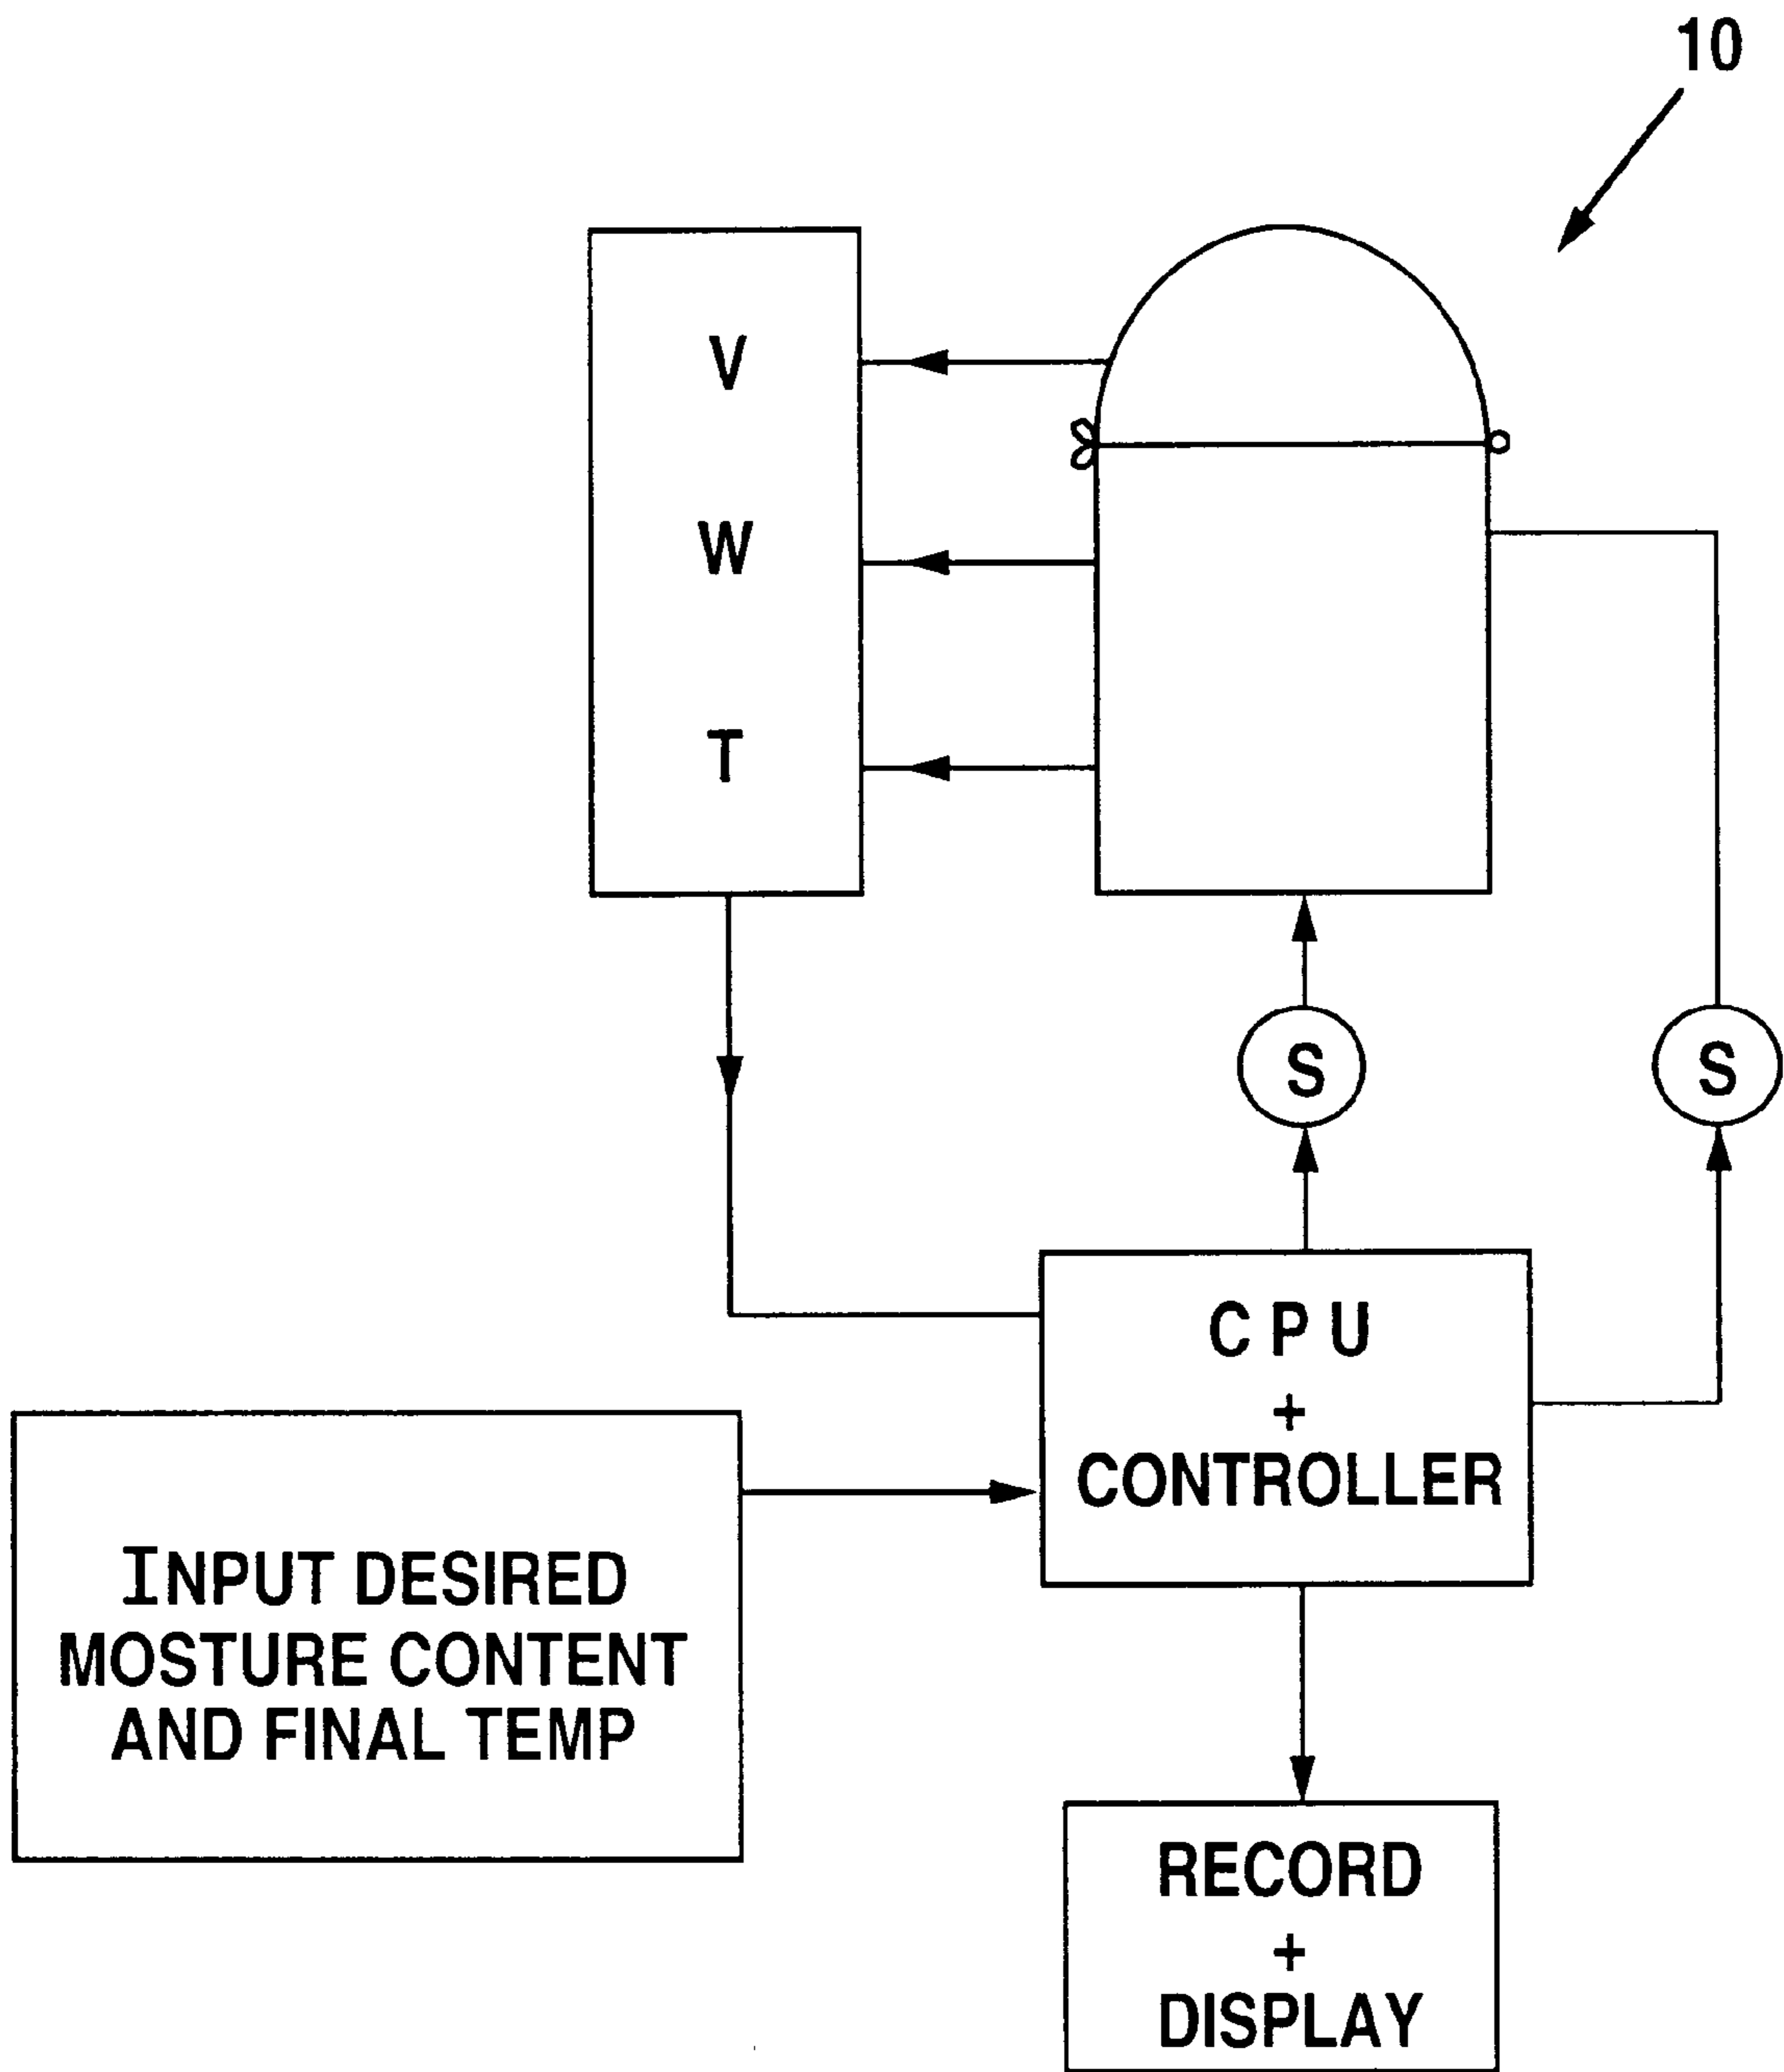 10
V
W
T
S
S
C P U
+
CONTROLLER
INPUT DESIRED
MOSTURE CONTENT
AND FINAL TEMP
RECORD
+
DISPLAY